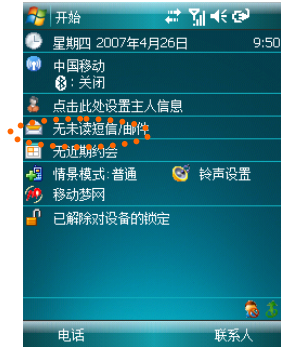 开始
星期四 2007年4月26日 9:50
中国移动
：关闭
点击此处设置主人信息
无未读短信/邮件
无近期约会
情景模式:普通 铃声设置
移动梦网
已解除对设备的锁定
电话 联系人